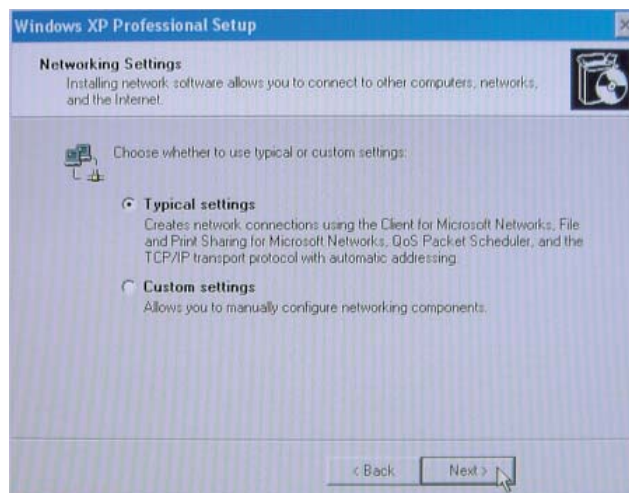 Windows XP Professional Setup
Networking Settings
Installing network software allows you to connect to other computers, networks,
and the Internet.
Choose whether to use typical or custom settings:
Typical settings
Creates network connections using the Client for Microsoft Networks, File
and Print Sharing for Microsoft Networks, QoS Packet Scheduler, and the
TCP/IP transport protocol with automatic addressing.
Custom settings
Allows you to manually configure networking components.
< Back
Next >